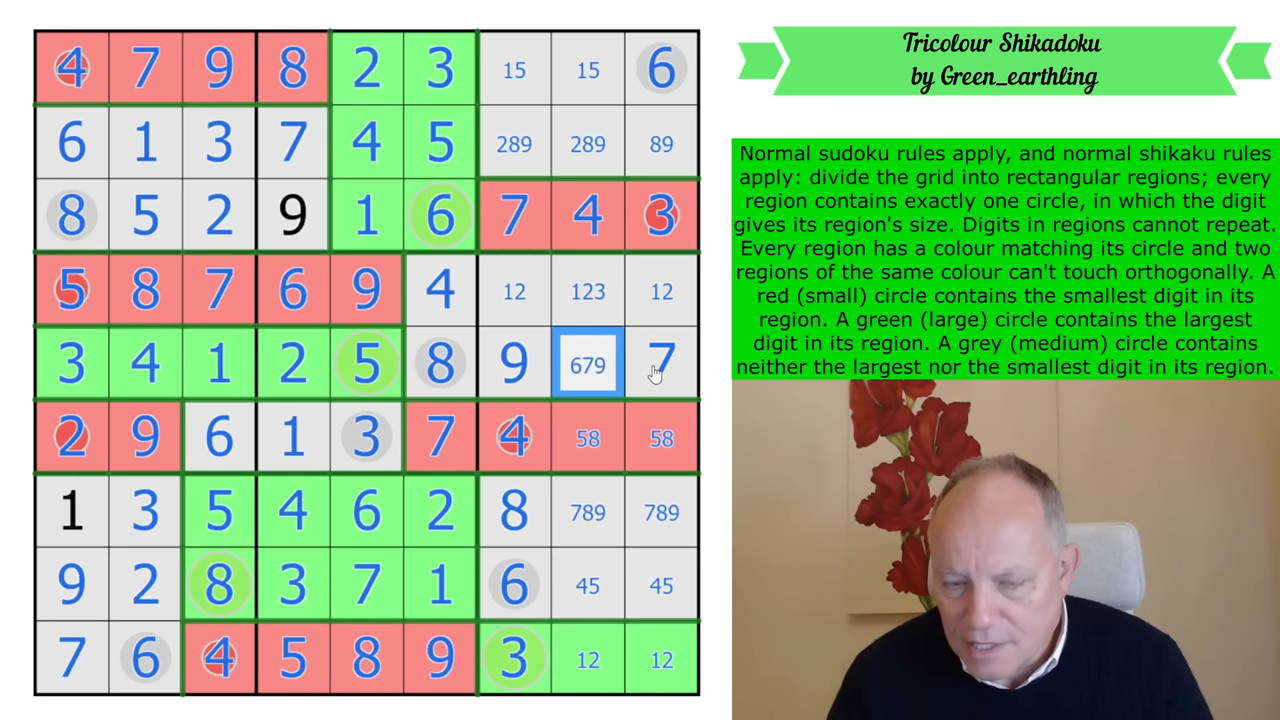 Tricolour Shikadoku
by Green_earthling
Normal sudoku rules apply, and normal shikaku rules
apply: divide the grid into rectangular regions; every
region contains exactly one circle, in which the digit
gives its region's size. Digits in regions cannot repeat.
Every region has a colour matching its circle and two
regions of the same colour can't touch orthogonally. A
red (small) circle contains the smallest digit in its
region. A green (large) circle contains the largest
digit in its region. A grey (medium) circle contains
neither the largest nor the smallest digit in its region.
4 7 9 8 2 3 15 15 6
6 1 3 7 4 5 289 289 89
8 5 2 9 1 6 7 4 3
5 8 7 6 9 4 12 123 12
3 4 1 2 5 8 9 679 7
2 9 6 1 3 7 4 58 58
1 3 5 4 6 2 8 789 789
9 2 8 3 7 1 6 45 45
7 6 4 5 8 9 3 12 12